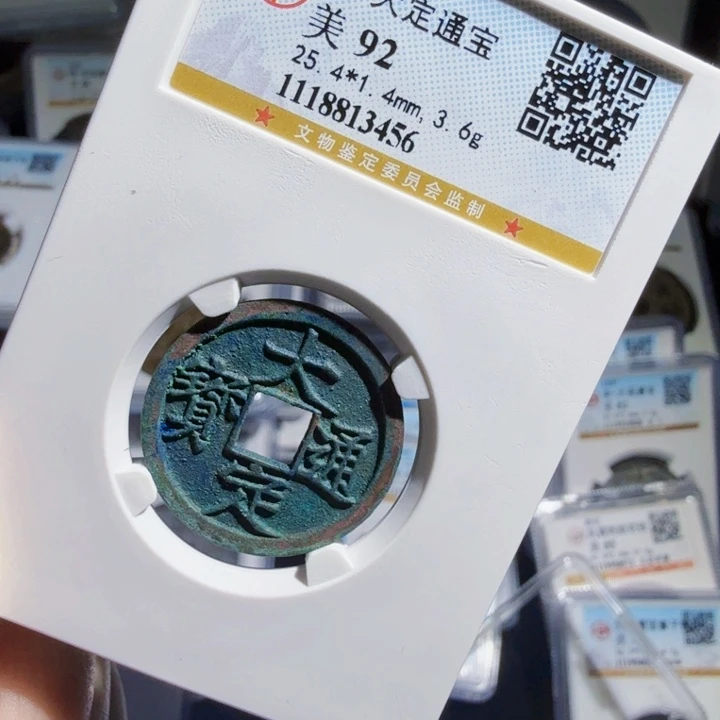 大定通宝
美 92
25.4*1.4mm, 3.6g
1118813456
★ 文物鉴定委员会监制 ★
大定通寶